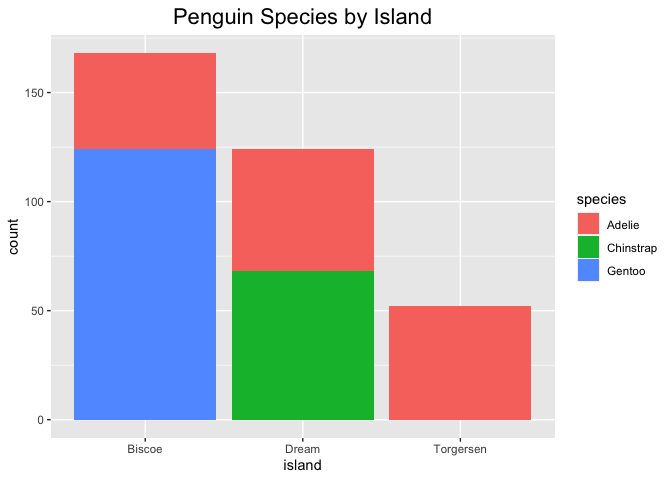 Penguin Species by Island
count
150
100
50
0
Biscoe Dream Torgersen
island
species
Adelie
Chinstrap
Gentoo